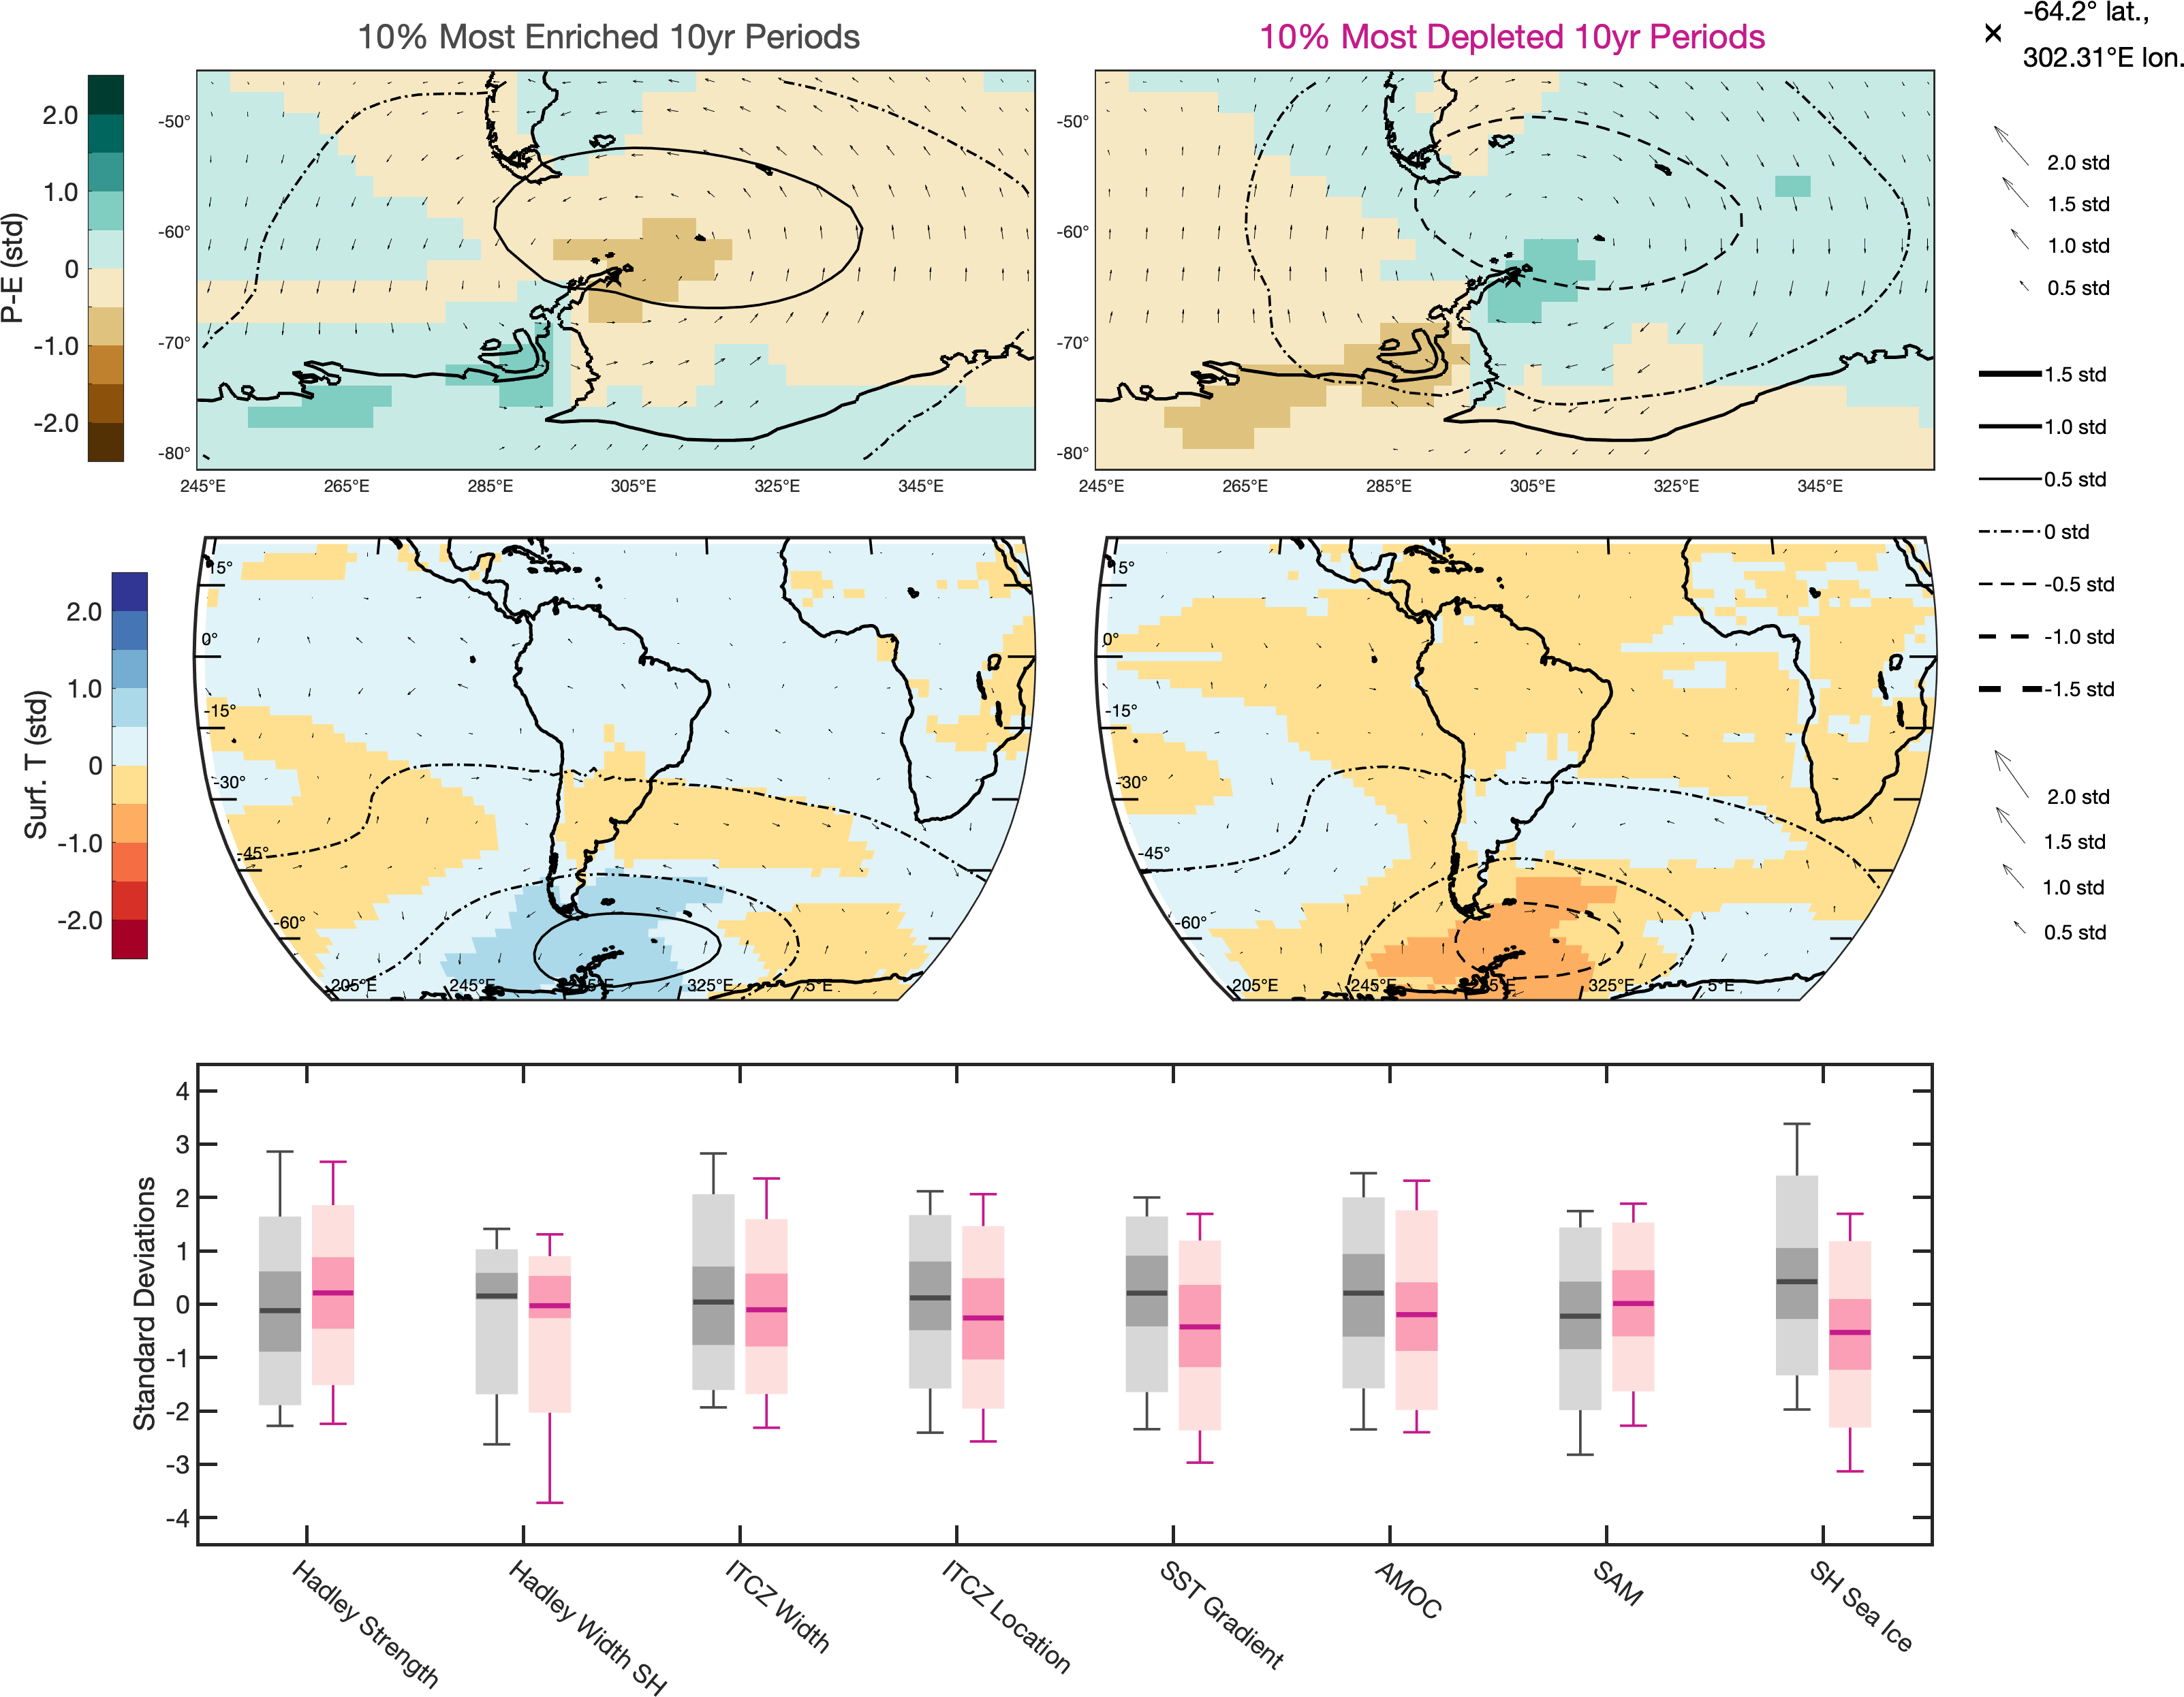 10% Most Enriched 10yr Periods
10% Most Depleted 10yr Periods
-64.2° lat.,
302.31°E lon.
P-E (std)
2.0
1.0
0
-1.0
-2.0
-50°
-60°
-70°
-80°
245°E
265°E
285°E
305°E
325°E
345°E
-50°
-60°
-70°
-80°
245°E
265°E
285°E
305°E
325°E
345°E
2.0 std
1.5 std
1.0 std
0.5 std
1.5 std
1.0 std
0.5 std
0 std
-0.5 std
-1.0 std
-1.5 std
Surf. T (std)
2.0
1.0
0
-1.0
-2.0
15°
0°
-15°
-30°
-45°
-60°
205°E
245°E
325°E
5°E
15°
0°
-15°
-30°
-45°
-60°
205°E
245°E
325°E
5°E
2.0 std
1.5 std
1.0 std
0.5 std
Standard Deviations
4
3
2
1
0
-1
-2
-3
-4
Hadley Strength
Hadley Width SH
ITCZ Width
ITCZ Location
SST Gradient
AMOC
SAM
SH Sea Ice